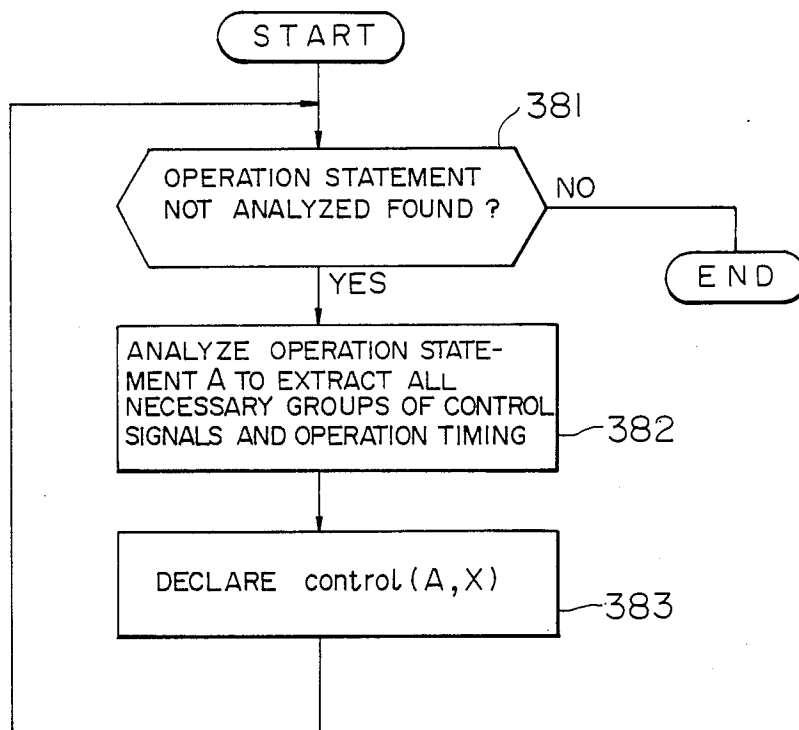 START
381
OPERATION STATEMENT
NOT ANALYZED FOUND ?
NO
END
YES
ANALYZE OPERATION STATE-
MENT A TO EXTRACT ALL
NECESSARY GROUPS OF CONTROL
SIGNALS AND OPERATION TIMING
382
DECLARE control (A, X)
383